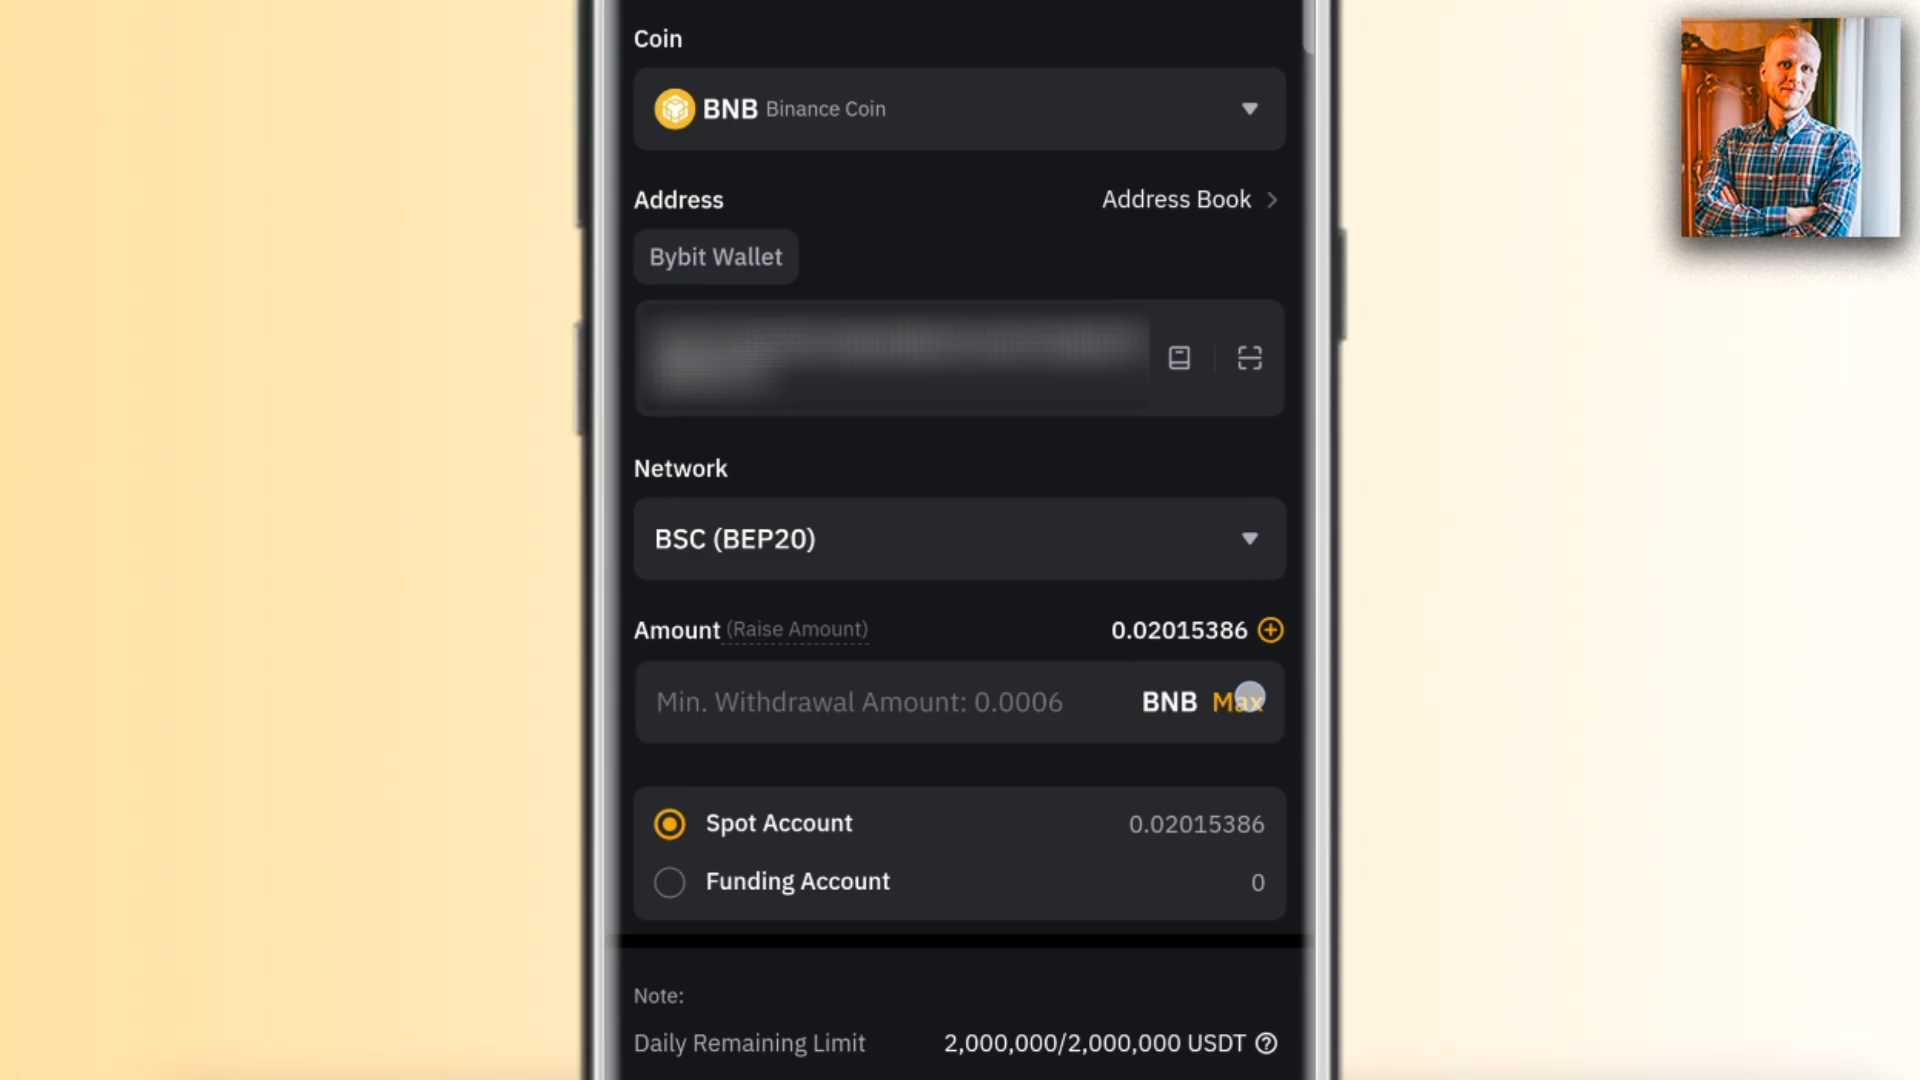 Coin
BNB Binance Coin
Address Address Book
Bybit Wallet
Network
BSC (BEP20)
Amount (Raise Amount) 0.02015386
Min. Withdrawal Amount: 0.0006 BNB Max
Spot Account 0.02015386
Funding Account 0
Note:
Daily Remaining Limit 2,000,000/2,000,000 USDT